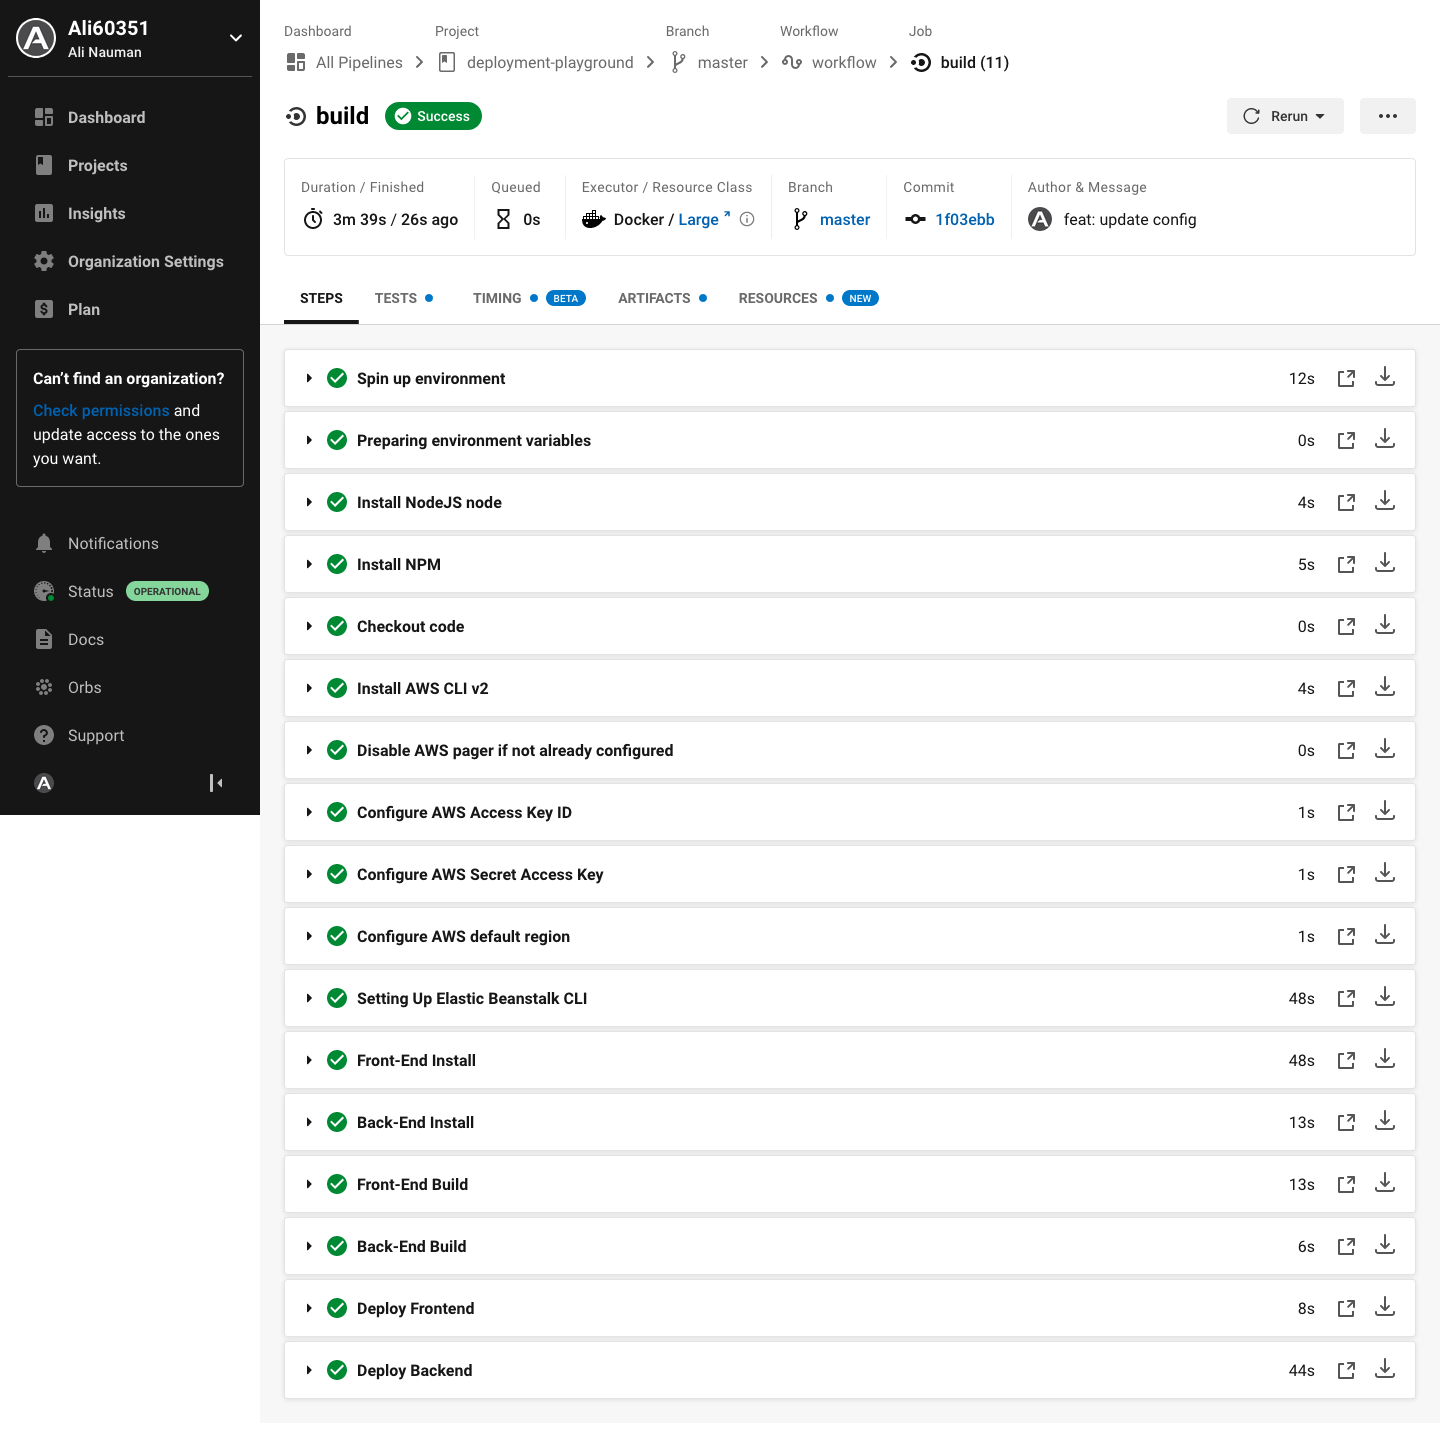 Ali60351
Ali Nauman
Dashboard
Projects
Insights
Organization Settings
Plan
Can't find an organization?
Check permissions and
update access to the ones
you want.
Notifications
Status OPERATIONAL
Docs
Orbs
Support
Dashboard Project Branch Workflow Job
All Pipelines deployment-playground master workflow build (11)
build Success Rerun
Duration / Finished Queued Executor / Resource Class Branch Commit Author & Message
3m 39s / 26s ago 0s Docker / Large master 1f03ebb feat: update config
STEPS TESTS TIMING BETA ARTIFACTS RESOURCES NEW
Spin up environment 12s
Preparing environment variables 0s
Install NodeJS node 4s
Install NPM 5s
Checkout code 0s
Install AWS CLI v2 4s
Disable AWS pager if not already configured 0s
Configure AWS Access Key ID 1s
Configure AWS Secret Access Key 1s
Configure AWS default region 1s
Setting Up Elastic Beanstalk CLI 48s
Front-End Install 48s
Back-End Install 13s
Front-End Build 13s
Back-End Build 6s
Deploy Frontend 8s
Deploy Backend 44s